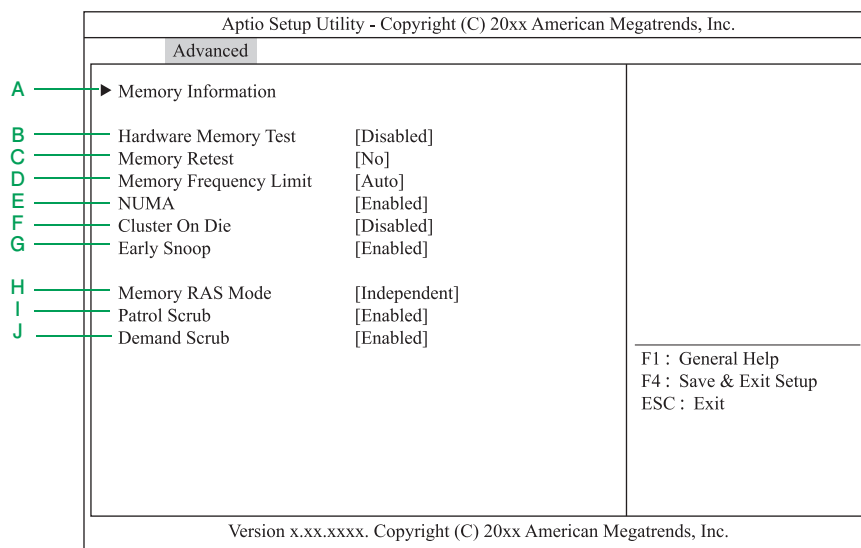 Aptio Setup Utility - Copyright (C) 20xx American Megatrends, Inc.
Advanced
A ▶ Memory Information
B Hardware Memory Test [Disabled]
C Memory Retest [No]
D Memory Frequency Limit [Auto]
E NUMA [Enabled]
F Cluster On Die [Disabled]
G Early Snoop [Enabled]
H Memory RAS Mode [Independent]
I Patrol Scrub [Enabled]
J Demand Scrub [Enabled]
F1 : General Help
F4 : Save & Exit Setup
ESC : Exit
Version x.xx.xxxx. Copyright (C) 20xx American Megatrends, Inc.